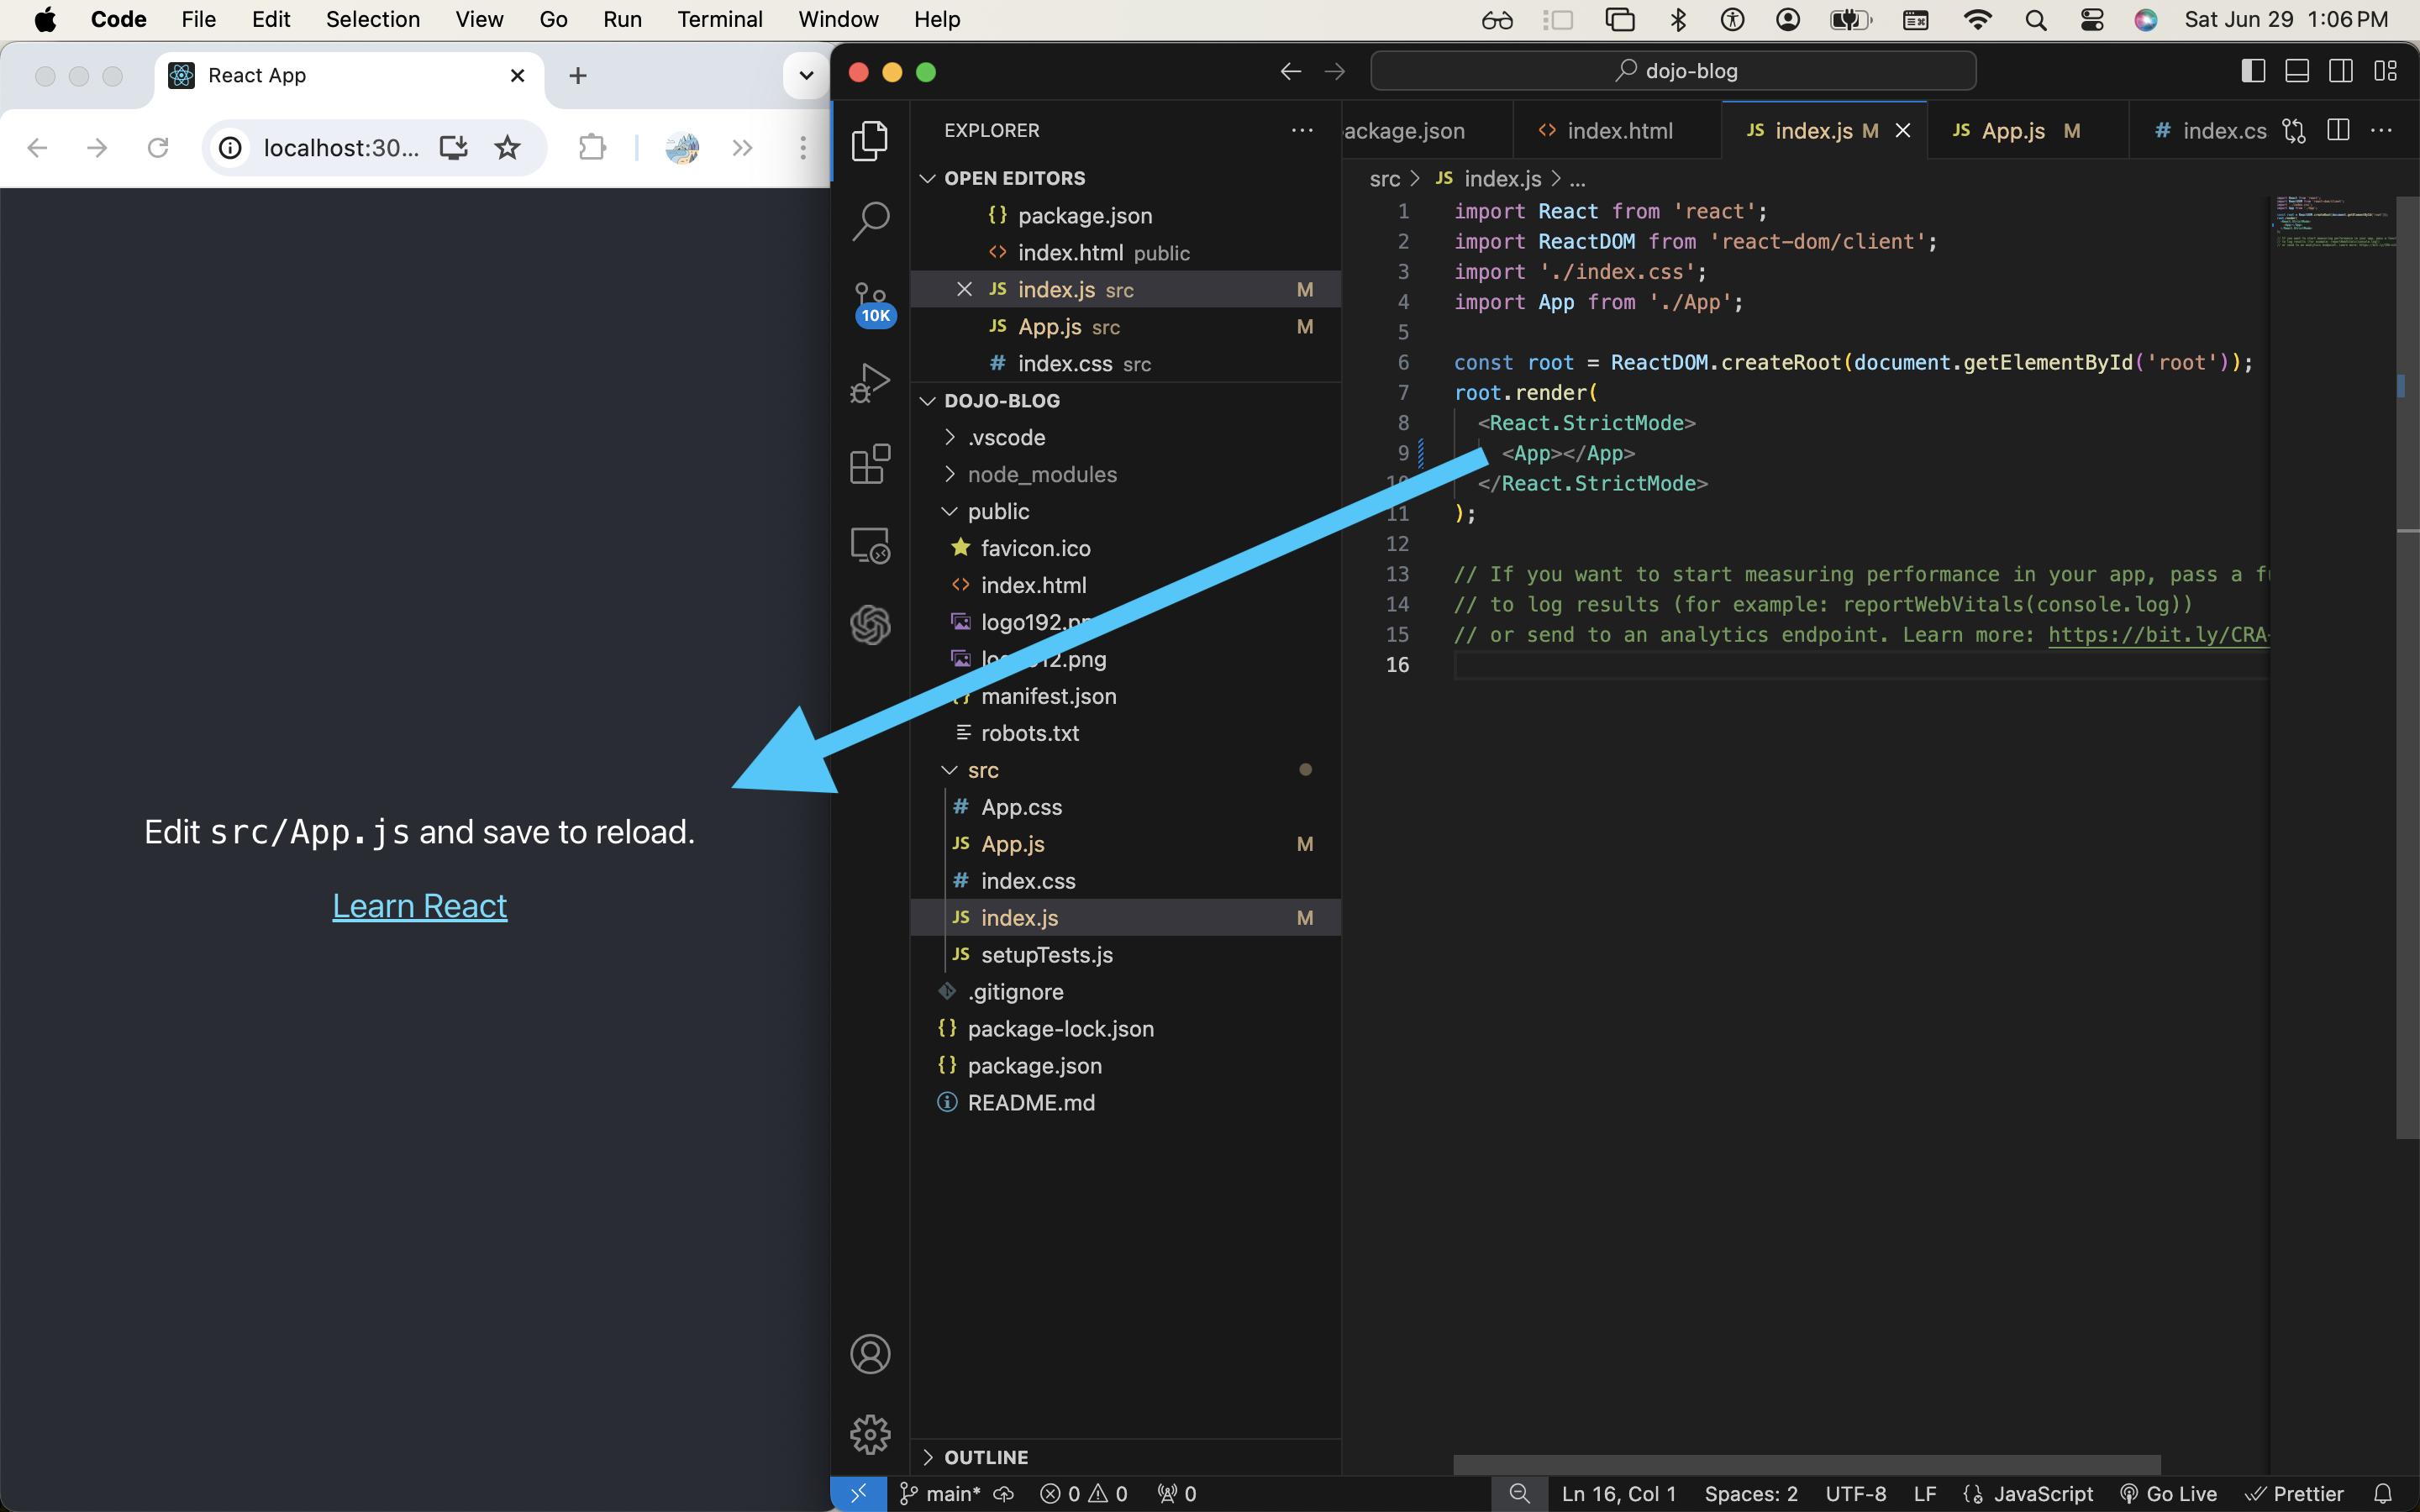 Code File Edit Selection View Go Run Terminal Window Help Sat Jun 29 1:06 PM
React App
localhost:30...
Edit src/App.js and save to reload.
Learn React
dojo-blog
EXPLORER
OPEN EDITORS
package.json
index.html public
index.js src M
App.js src M
index.css src
10K
DOJO-BLOG
.vscode
node_modules
public
favicon.ico
index.html
logo192.pn
manifest.json
robots.txt
src
App.css
App.js M
index.css
index.js M
setupTests.js
.gitignore
package-lock.json
package.json
README.md
OUTLINE
ackage.json index.html JS index.js M JS App.js M # index.cs
src > JS index.js > ...
1 import React from 'react';
2 import ReactDOM from 'react-dom/client';
3 import './index.css';
4 import App from './App';
5
6 const root = ReactDOM.createRoot(document.getElementById('root'));
7 root.render(
8 <React.StrictMode>
9 <App></App>
10 </React.StrictMode>
11 );
12
13 // If you want to start measuring performance in your app, pass a f
14 // to log results (for example: reportWebVitals(console.log))
15 // or send to an analytics endpoint. Learn more: https://bit.ly/CRA
16
main* 0 0 0 Ln 16, Col 1 Spaces: 2 UTF-8 LF JavaScript Go Live Prettier